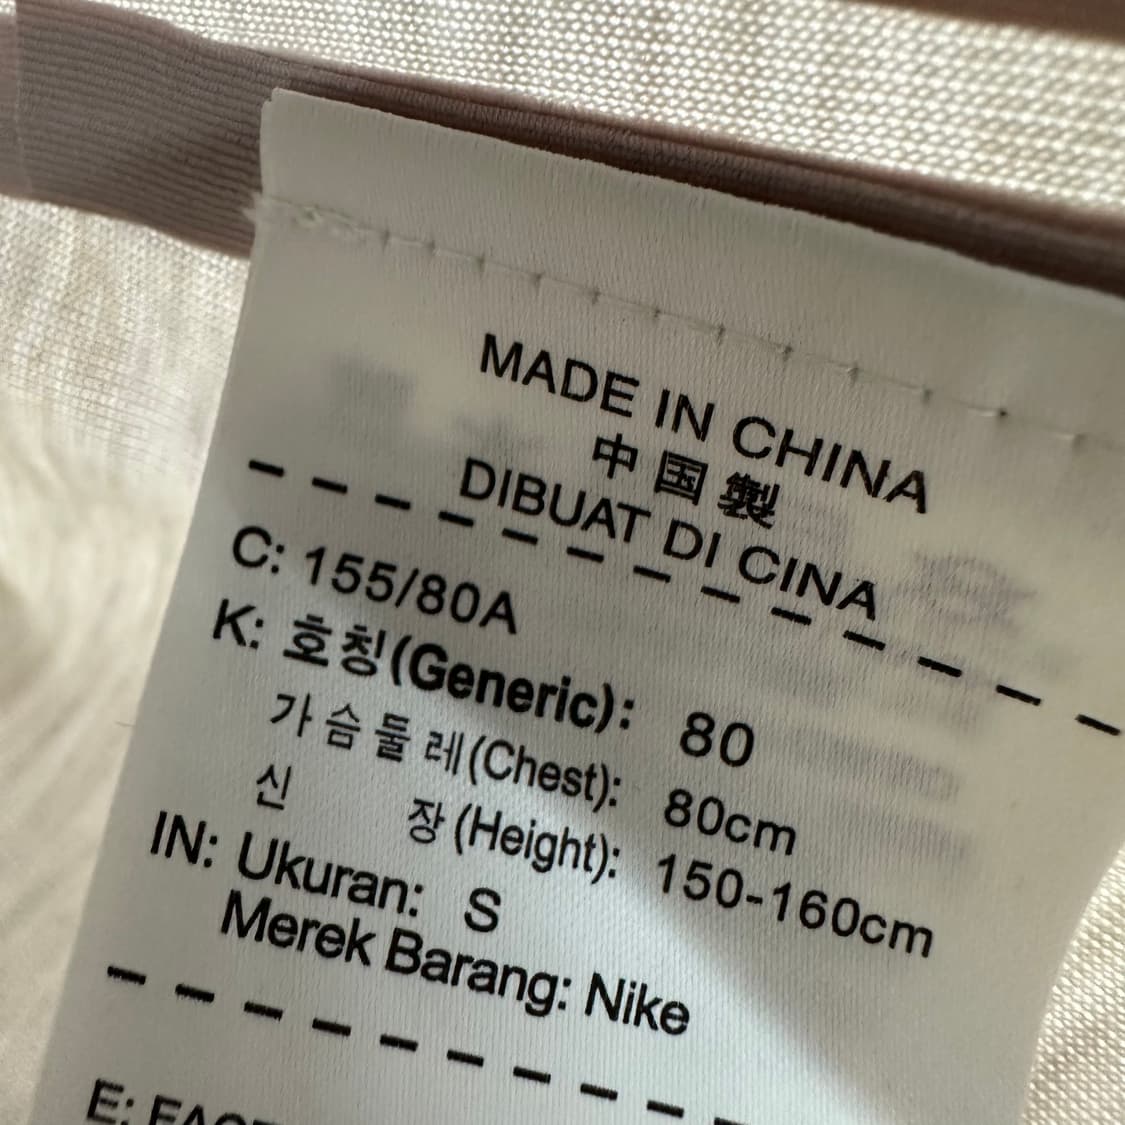 MADE IN CHINA
中国製
DIBUAT DI CINA
C: 155/80A
K: 호칭(Generic): 80
가슴둘레(Chest): 80cm
신 장(Height): 150-160cm
IN: Ukuran: S
Merek Barang: Nike
E: